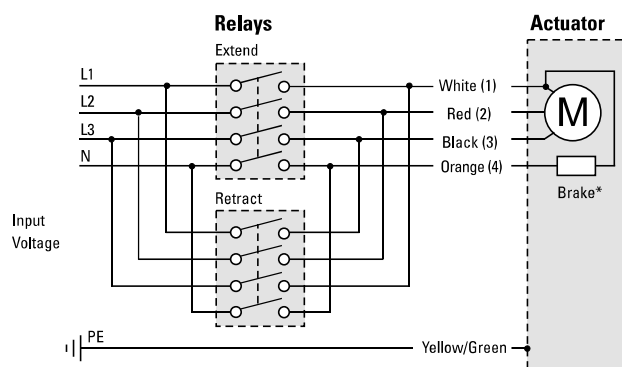 Relays
Actuator
Extend
L1
White (1)
L2
Red (2)
M
L3
Black (3)
N
Orange (4)
Brake*
Retract
Input
Voltage
PE
Yellow/Green